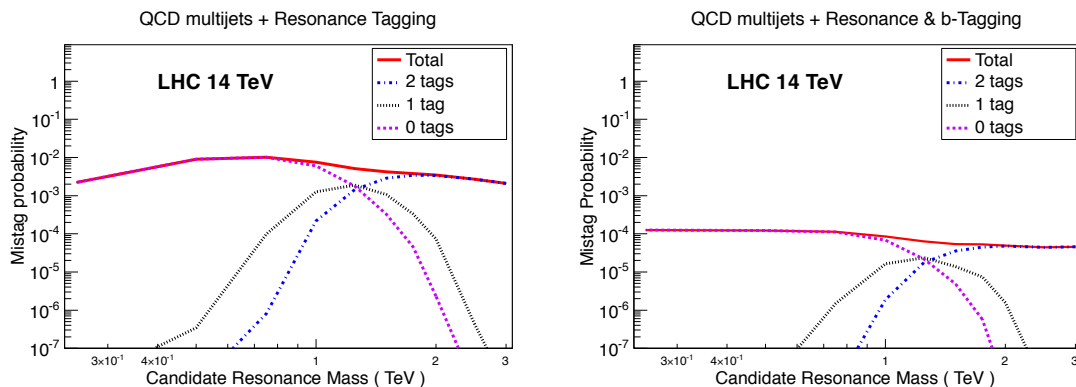 QCD multijets + Resonance Tagging
LHC 14 TeV
Total
2 tags
1 tag
0 tags
Mistag Probability
1
10⁻¹
10⁻²
10⁻³
10⁻⁴
10⁻⁵
10⁻⁶
10⁻⁷
3×10⁻¹ 4×10⁻¹ 1 2 3
Candidate Resonance Mass ( TeV )
QCD multijets + Resonance & b-Tagging
LHC 14 TeV
Total
2 tags
1 tag
0 tags
Mistag Probability
1
10⁻¹
10⁻²
10⁻³
10⁻⁴
10⁻⁵
10⁻⁶
10⁻⁷
3×10⁻¹ 4×10⁻¹ 1 2 3
Candidate Resonance Mass ( TeV )